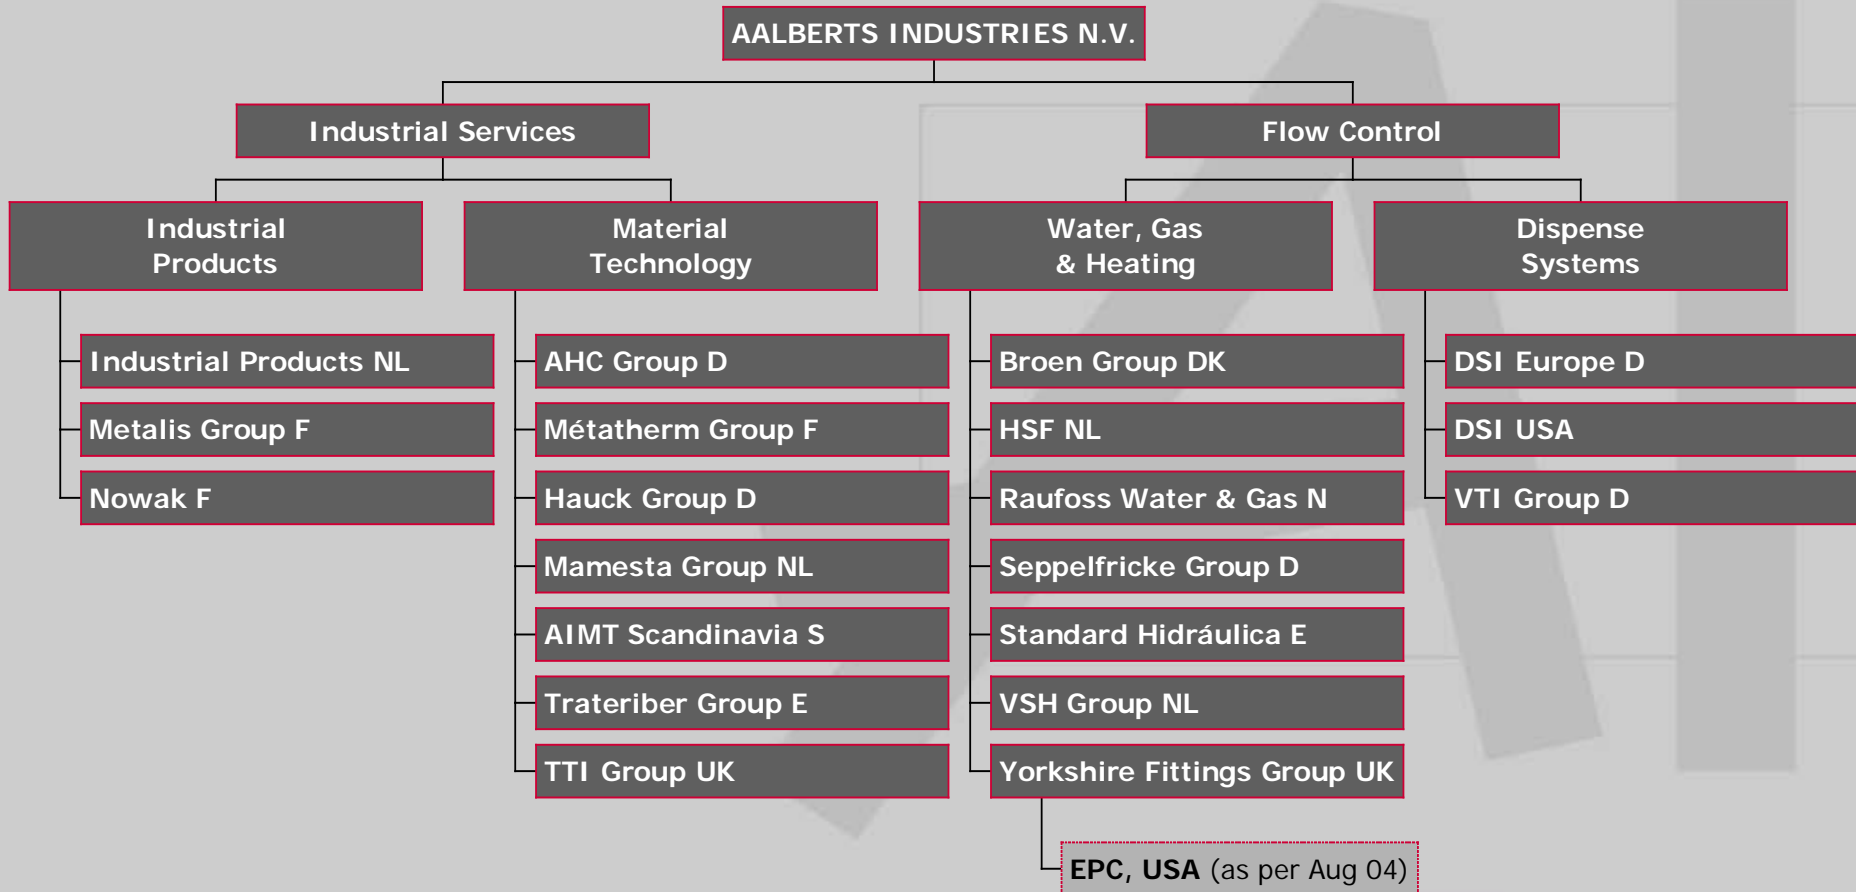 AALBERTS INDUSTRIES N.V.
Industrial Services
Flow Control
Industrial
Products
Material
Technology
Water, Gas
& Heating
Dispense
Systems
Industrial Products NL
Metalis Group F
Nowak F
AHC Group D
Métatherm Group F
Hauck Group D
Mamesta Group NL
AIMT Scandinavia S
Trateriber Group E
TTI Group UK
Broen Group DK
HSF NL
Raufoss Water & Gas N
Seppelfricke Group D
Standard Hidráulica E
VSH Group NL
Yorkshire Fittings Group UK
EPC, USA (as per Aug 04)
DSI Europe D
DSI USA
VTI Group D